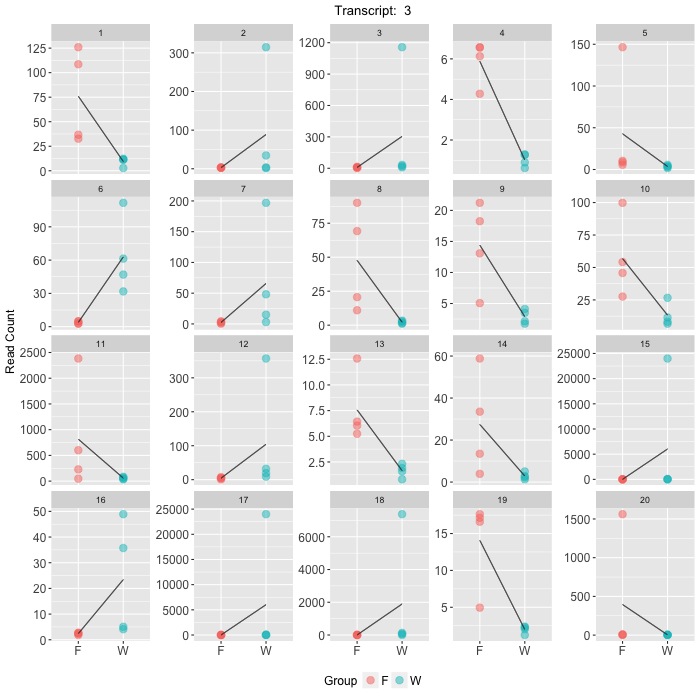 Transcript: 3
1 2 3 4 5
125 100 75 50 25 0
300 200 100 0
1200 900 600 300 0
6 4 2
150 100 50 0
6 7 8 9 10
90 60 30 0
200 150 100 50 0
75 50 25 0
20 15 10 5
100 75 50 25
Read Count
11 12 13 14 15
2500 2000 1500 1000 500 0
300 200 100 0
12.5 10.0 7.5 5.0 2.5
60 40 20 0
25000 20000 15000 10000 5000 0
16 17 18 19 20
50 40 30 20 10 0
25000 20000 15000 10000 5000 0
6000 4000 2000 0
15 10 5
1500 1000 500 0
F W F W F W F W F W
Group F W